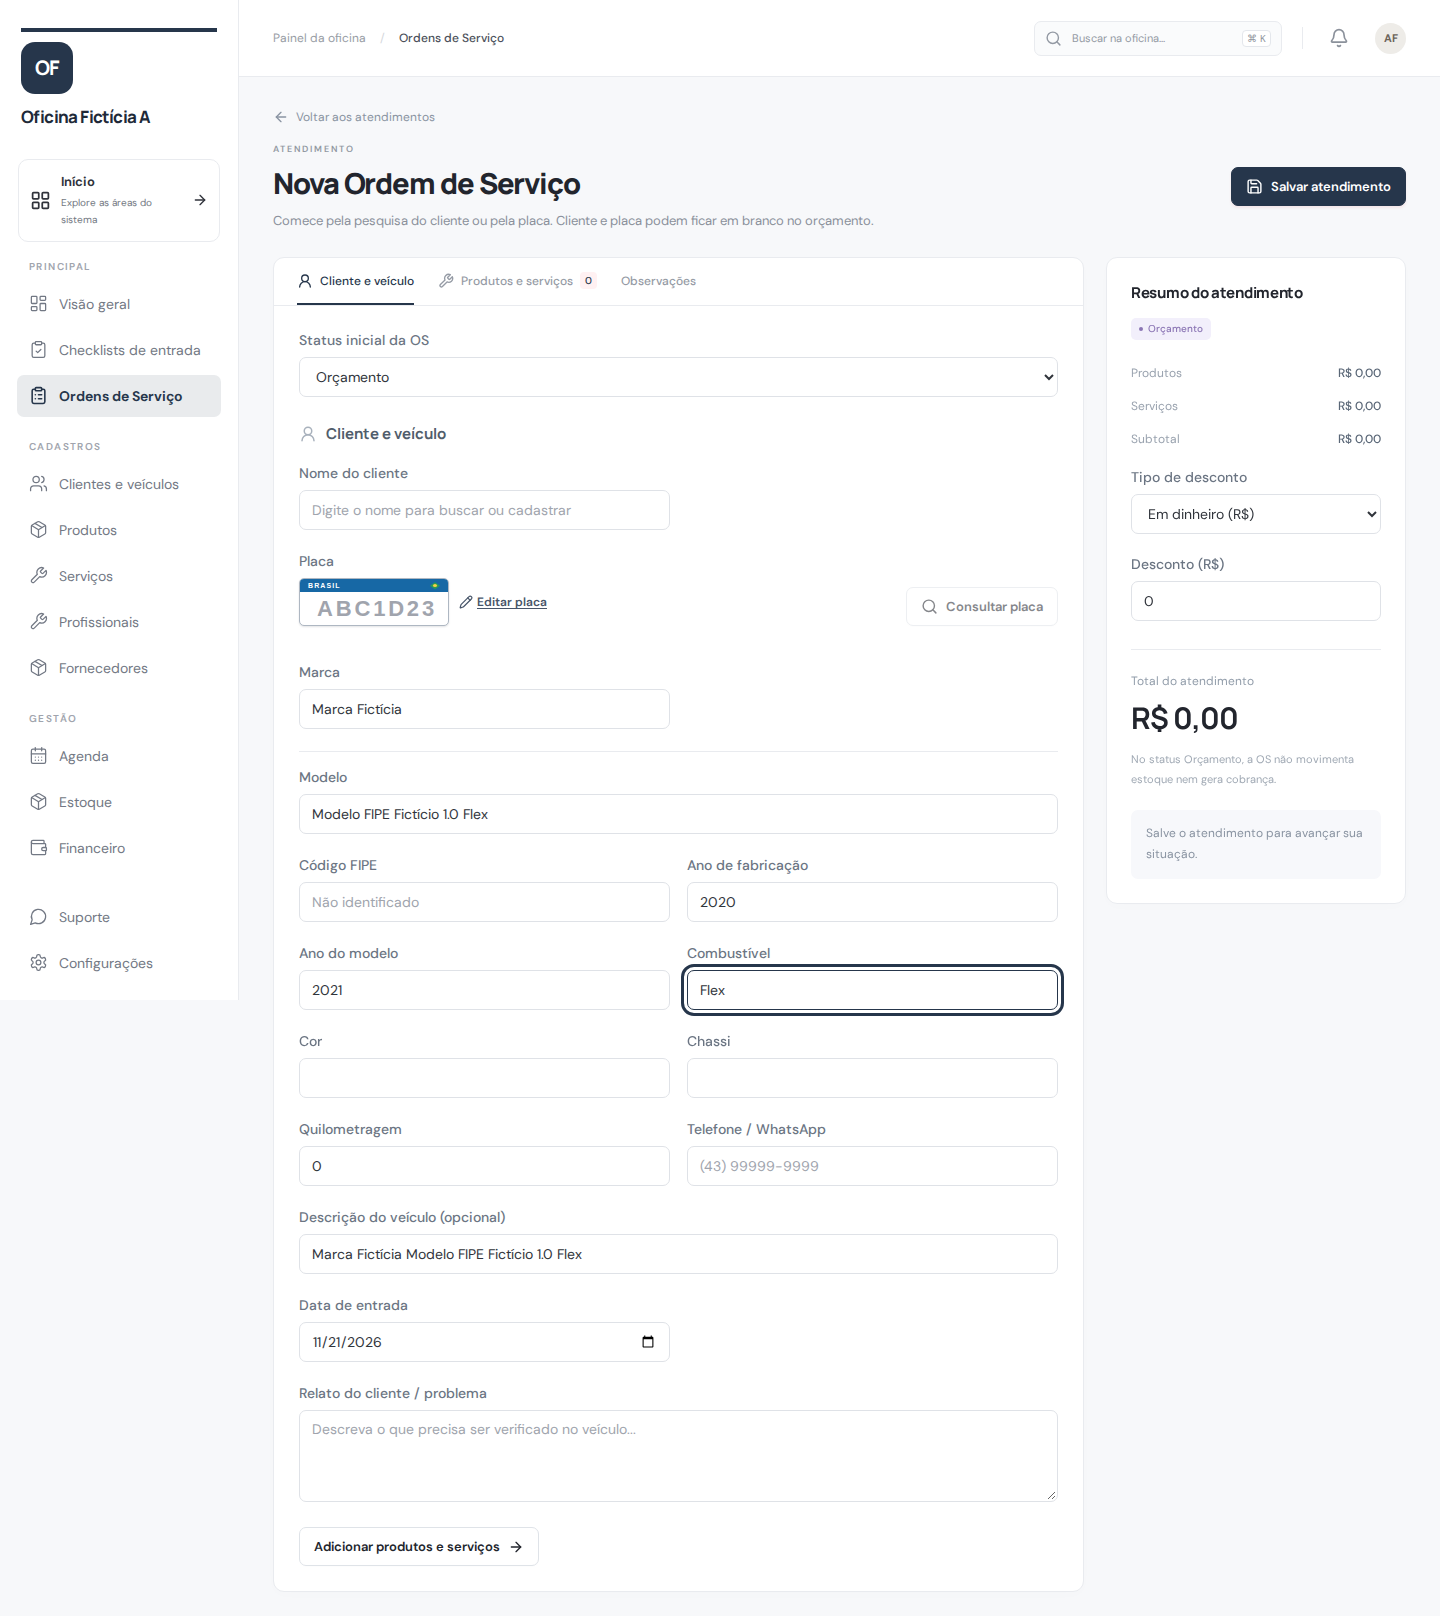 OF
Oficina Fictícia A
Início
Explore as áreas do
sistema
PRINCIPAL
Visão geral
Checklists de entrada
Ordens de Serviço
CADASTROS
Clientes e veículos
Produtos
Serviços
Profissionais
Fornecedores
GESTÃO
Agenda
Estoque
Financeiro
Suporte
Configurações
Painel da oficina / Ordens de Serviço
Buscar na oficina... ⌘ K
AF
Voltar aos atendimentos
ATENDIMENTO
Nova Ordem de Serviço
Comece pela pesquisa do cliente ou pela placa. Cliente e placa podem ficar em branco no orçamento.
Salvar atendimento
Cliente e veículo Produtos e serviços 0 Observações
Status inicial da OS
Orçamento
Cliente e veículo
Nome do cliente
Digite o nome para buscar ou cadastrar
Placa
BRASIL
ABC1D23
Editar placa
Consultar placa
Marca
Marca Fictícia
Modelo
Modelo FIPE Fictício 1.0 Flex
Código FIPE
Não identificado
Ano de fabricação
2020
Ano do modelo
2021
Combustível
Flex
Cor
Chassi
Quilometragem
0
Telefone / WhatsApp
(43) 99999-9999
Descrição do veículo (opcional)
Marca Fictícia Modelo FIPE Fictício 1.0 Flex
Data de entrada
11/21/2026
Relato do cliente / problema
Descreva o que precisa ser verificado no veículo...
Adicionar produtos e serviços
Resumo do atendimento
Orçamento
Produtos R$ 0,00
Serviços R$ 0,00
Subtotal R$ 0,00
Tipo de desconto
Em dinheiro (R$)
Desconto (R$)
0
Total do atendimento
R$ 0,00
No status Orçamento, a OS não movimenta
estoque nem gera cobrança.
Salve o atendimento para avançar sua
situação.